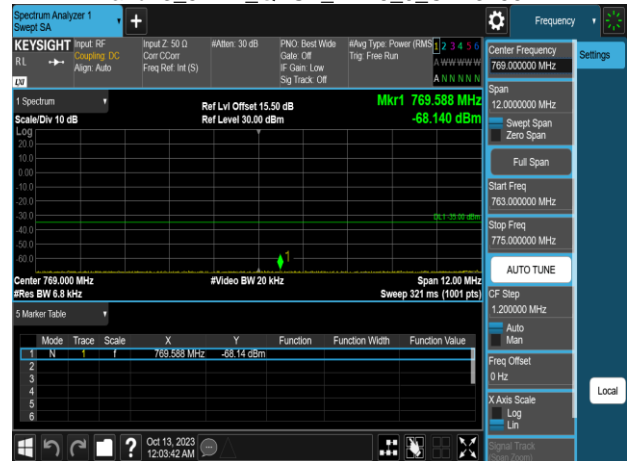 Spectrum Analyzer 1
Swept SA
Frequency
KEYSIGHT
RL
Input: RF
Coupling: DC
Align: Auto
Input Z: 50 Ω
Corr CCorr
Freq Ref: Int (S)
#Atten: 30 dB
PNO: Best Wide
Gate: Off
IF Gain: Low
Sig Track: Off
#Avg Type: Power (RMS
Trig: Free Run
1 2 3 4 5 6
A W W W W W
A N N N N N
LXI
Center Frequency
769.000000 MHz
Settings
Span
12.0000000 MHz
Swept Span
Zero Span
Full Span
Start Freq
763.000000 MHz
Stop Freq
775.000000 MHz
AUTO TUNE
CF Step
1.200000 MHz
Auto
Man
Freq Offset
0 Hz
X Axis Scale
Log
Lin
Signal Track
(Span Zoom)
Local
1 Spectrum
Scale/Div 10 dB
Ref Lvl Offset 15.50 dB
Ref Level 30.00 dBm
Mkr1 769.588 MHz
-68.140 dBm
Log
20.0
10.0
0.00
-10.0
-20.0
-30.0
-40.0
-50.0
-60.0
DL1 -35.00 dBm
1
Center 769.000 MHz
#Res BW 6.8 kHz
#Video BW 20 kHz
Span 12.00 MHz
Sweep 321 ms (1001 pts)
5 Marker Table
Mode Trace Scale X Y Function Function Width Function Value
1 N 1 f 769.588 MHz -68.14 dBm
2
3
4
5
6
?
Oct 13, 2023
12:03:42 AM